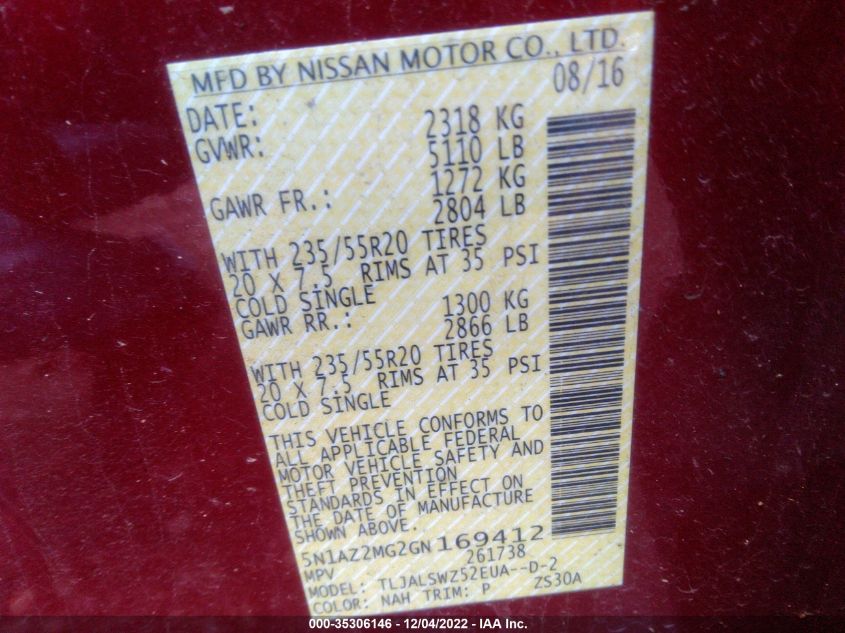 MFD BY NISSAN MOTOR CO., LTD.
DATE: 08/16
GVWR: 2318 KG
5110 LB
GAWR FR.: 1272 KG
2804 LB
WITH 235/55R20 TIRES
20 X 7.5 RIMS AT 35 PSI
COLD SINGLE
GAWR RR.: 1300 KG
2866 LB
WITH 235/55R20 TIRES
20 X 7.5 RIMS AT 35 PSI
COLD SINGLE
THIS VEHICLE CONFORMS TO
ALL APPLICABLE FEDERAL
MOTOR VEHICLE SAFETY AND
THEFT PREVENTION
STANDARDS IN EFFECT ON
THE DATE OF MANUFACTURE
SHOWN ABOVE.
5N1AZ2MG2GN169412
MPV 261738
MODEL: TLJALSWZ52EUA--D-2
COLOR: NAH TRIM: P ZS30A
000-35306146 - 12/04/2022 - IAA Inc.